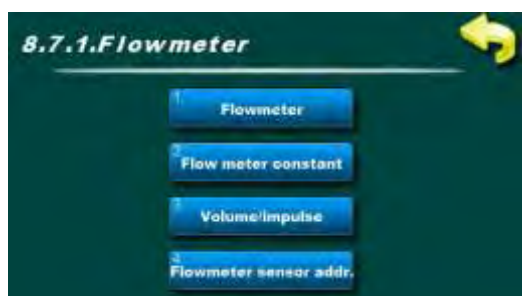 8.7.1.Flowmeter
1
Flowmeter
2
Flow meter constant
3
Volume/impulse
4
Flowmeter sensor addr.